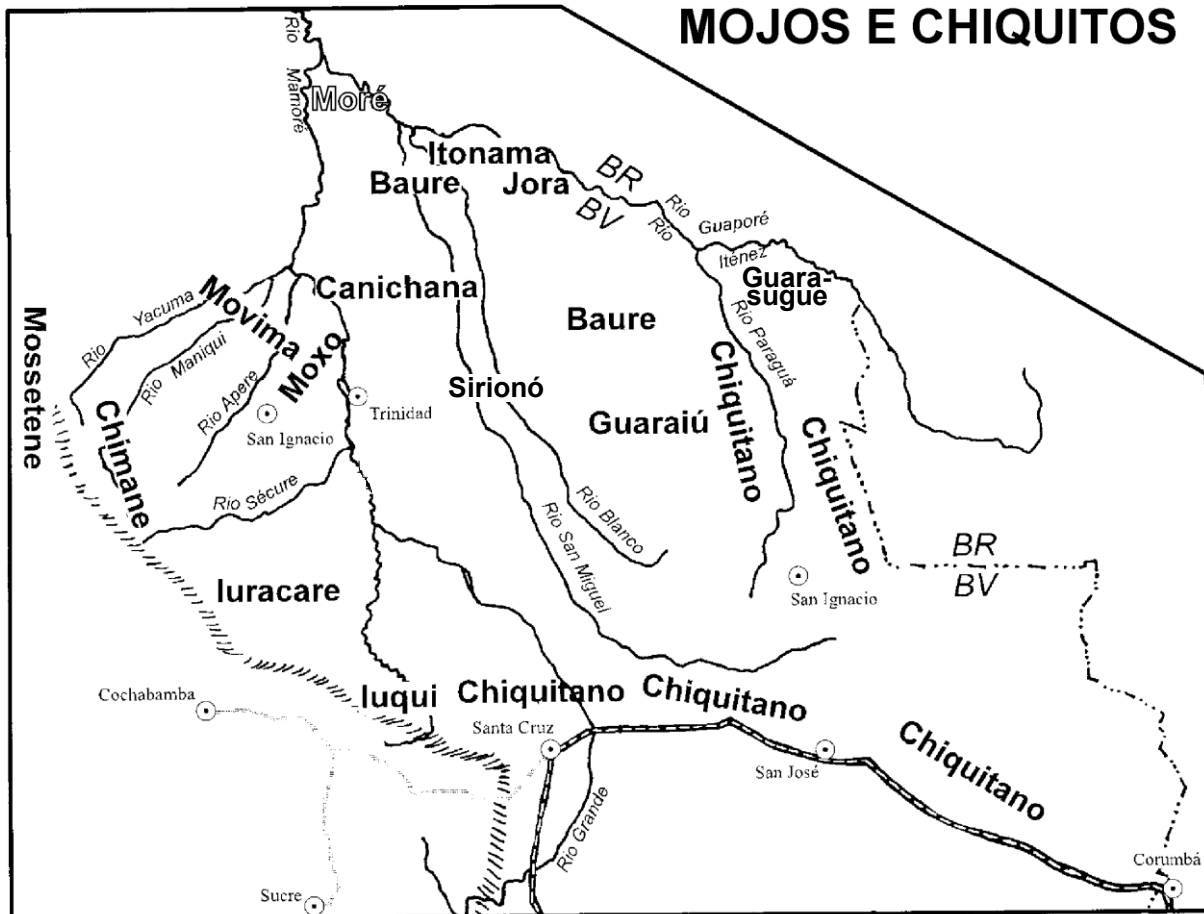 MOJOS E CHIQUITOS
Rio
Mamoré
Moré
Itonama
Baure
Jora
BR
BV
Rio
Guaporé
Rio
Iténez
Guara-
sugue
Canichana
Rio
Yacuma
Movima
Mossetene
Rio Maniqui
Moxo
Baure
Rio Paraguá
Chiquitano
Sirionó
Rio Apere
Trinidad
San Ignacio
Chimane
Guaraiú
Chiquitano
Rio Sécure
Rio Blanco
Rio San Miguel
BR
BV
San Ignacio
Iuracare
Iuqui
Chiquitano
Chiquitano
Cochabamba
Santa Cruz
San José
Chiquitano
Rio Grande
Corumbá
Sucre